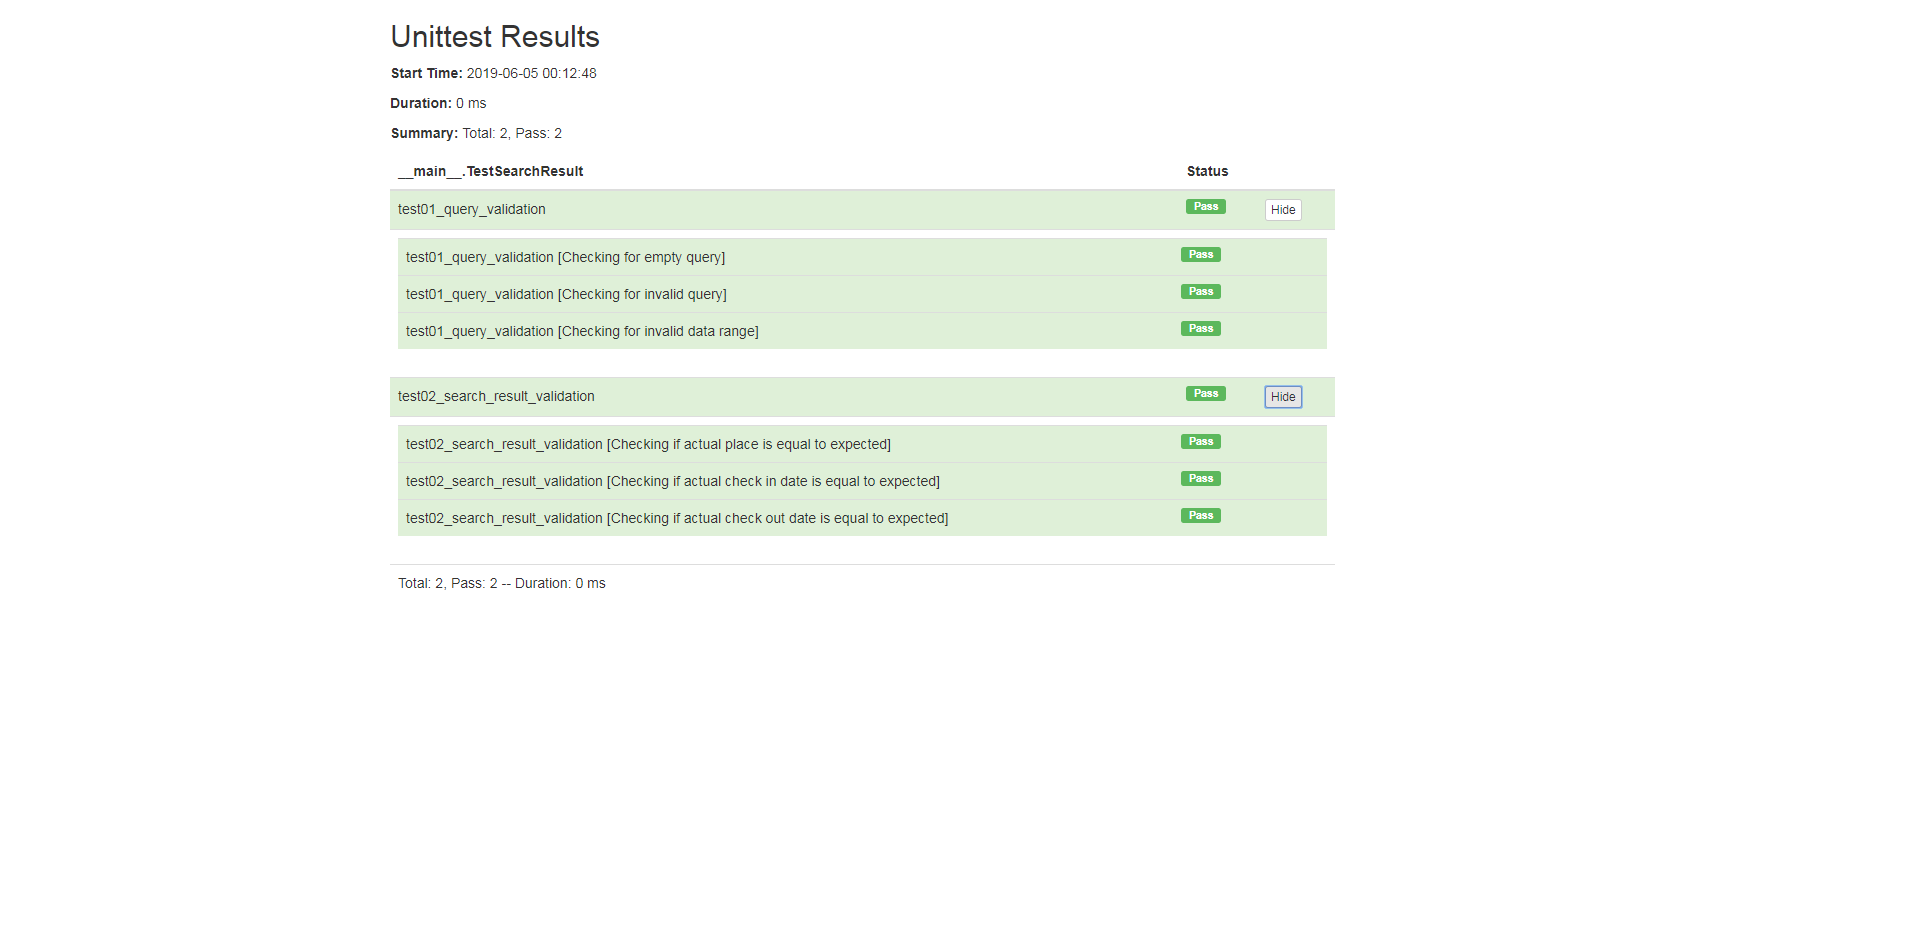 Unittest Results
Start Time: 2019-06-05 00:12:48
Duration: 0 ms
Summary: Total: 2, Pass: 2
__main__.TestSearchResult Status
test01_query_validation Pass Hide
test01_query_validation [Checking for empty query] Pass
test01_query_validation [Checking for invalid query] Pass
test01_query_validation [Checking for invalid data range] Pass
test02_search_result_validation Pass Hide
test02_search_result_validation [Checking if actual place is equal to expected] Pass
test02_search_result_validation [Checking if actual check in date is equal to expected] Pass
test02_search_result_validation [Checking if actual check out date is equal to expected] Pass
Total: 2, Pass: 2 -- Duration: 0 ms